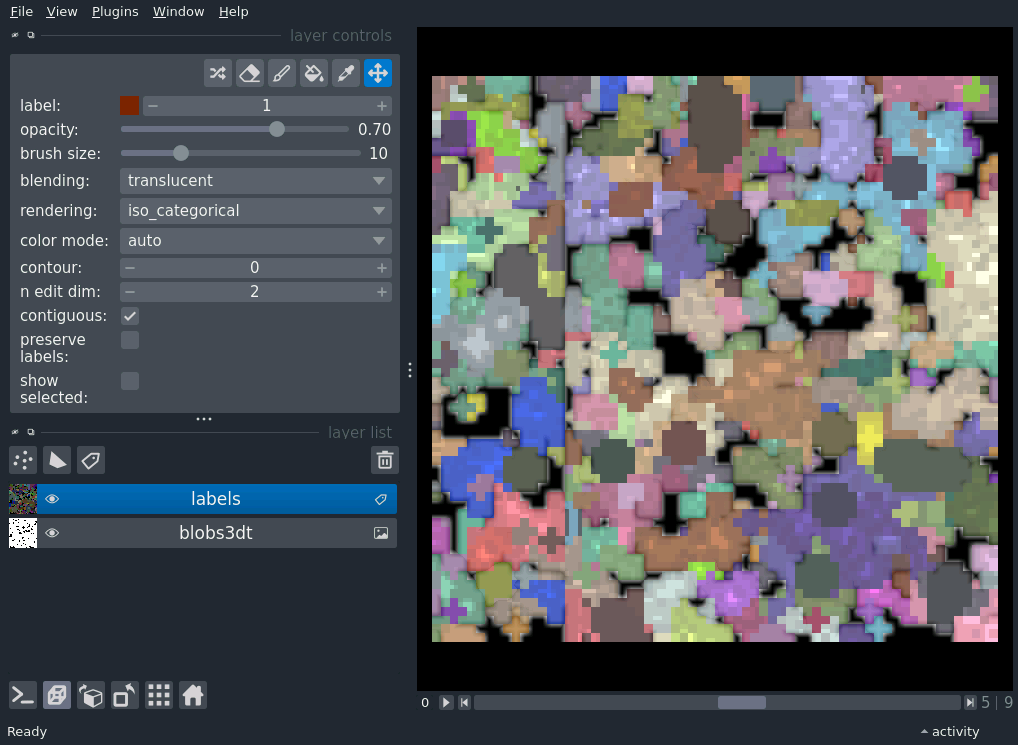 File View Plugins Window Help
layer controls
label: 1
opacity: 0.70
brush size: 10
blending: translucent
rendering: iso_categorical
color mode: auto
contour: 0
n edit dim: 2
contiguous:
preserve
labels:
show
selected:
layer list
labels
blobs3dt
0 5 | 9
Ready activity